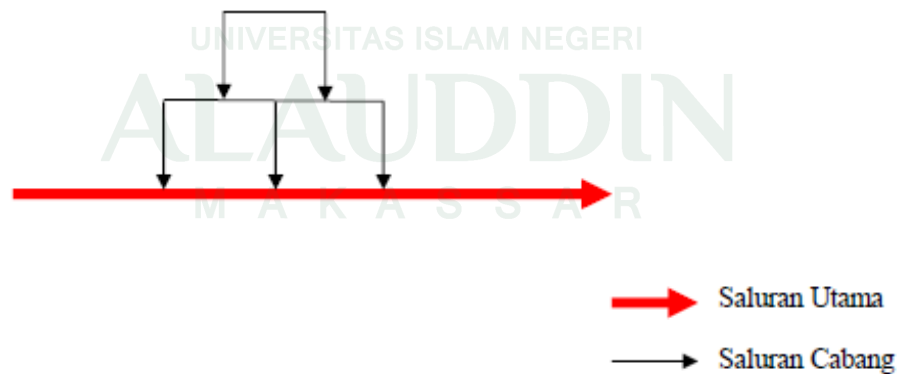 UNIVERSITAS ISLAM NEGERI
ALAUDDIN
M A K A S S A R
Saluran Utama
Saluran Cabang